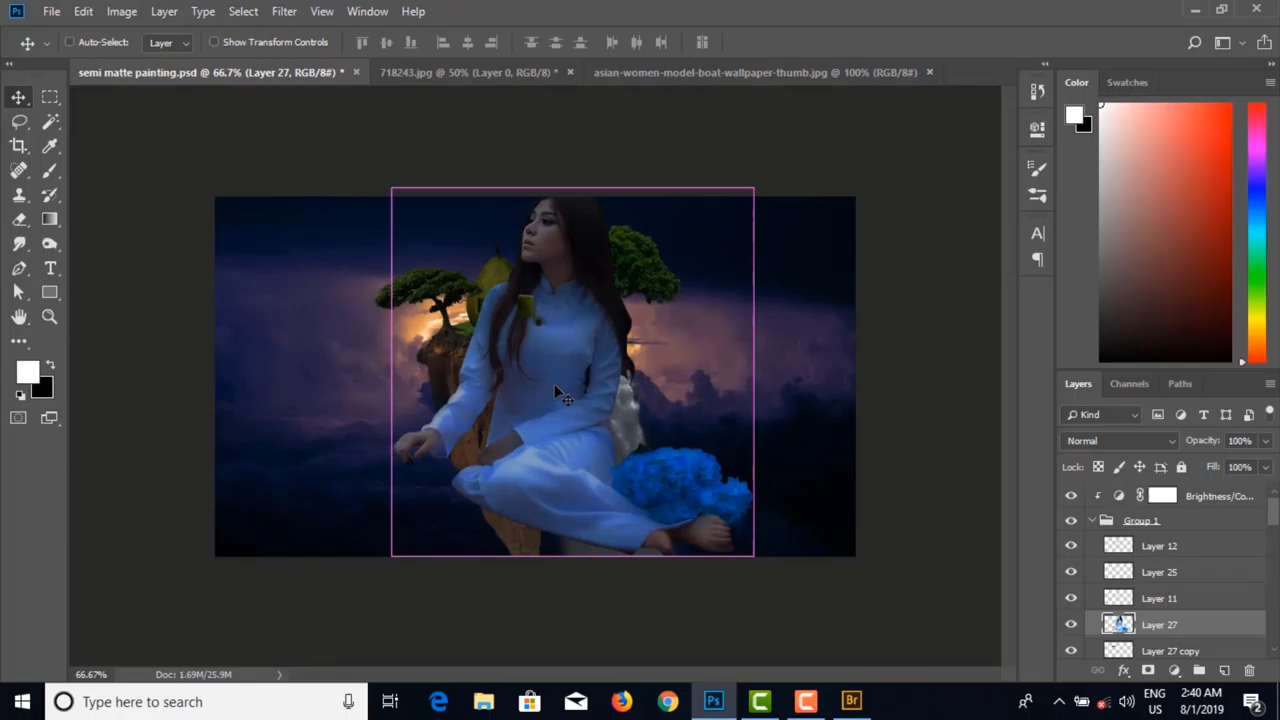 Ps File Edit Image Layer Type Select Filter View Window Help
Auto-Select: Layer Show Transform Controls
semi matte painting.psd @ 66.7% (Layer 27, RGB/8#) * × 718243.jpg @ 50% (Layer 0, RGB/8) * × asian-women-model-boat-wallpaper-thumb.jpg @ 100% (RGB/8#) ×
Color Swatches
Layers Channels Paths
Kind
Normal Opacity: 100%
Lock: Fill: 100%
Brightness/Co...
Group 1
Layer 12
Layer 25
Layer 11
Layer 27
Layer 27 copy
66.67% Doc: 1.69M/25.9M
Type here to search Ps Br ENG US 2:40 AM 8/1/2019 2